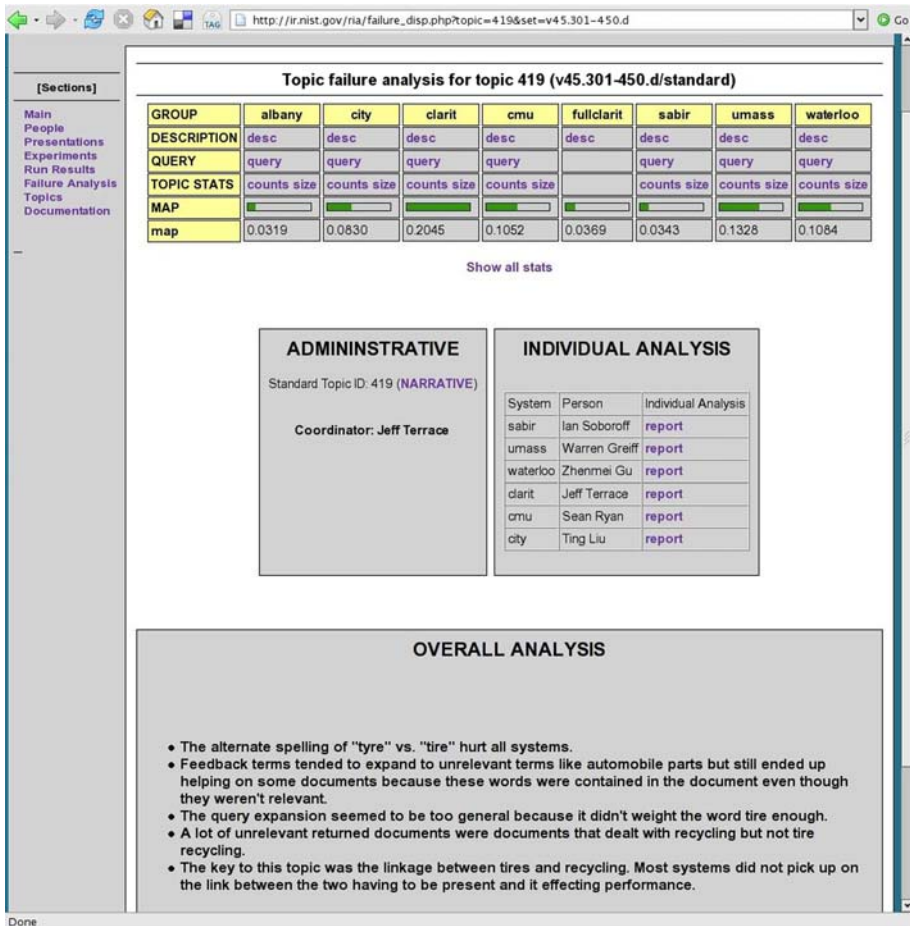 TAG
http://ir.nist.gov/ria/failure_disp.php?topic=419&set=v45.301-450.d
Go
[Sections]
Main
People
Presentations
Experiments
Run Results
Failure Analysis
Topics
Documentation
Topic failure analysis for topic 419 (v45.301-450.d/standard)
GROUP albany city clarit cmu fullclarit sabir umass waterloo
DESCRIPTION desc desc desc desc desc desc desc desc
QUERY query query query query query query query
TOPIC STATS counts size counts size counts size counts size counts size counts size counts size
MAP
map 0.0319 0.0830 0.2045 0.1052 0.0369 0.0343 0.1328 0.1084
Show all stats
ADMININSTRATIVE
Standard Topic ID: 419 (NARRATIVE)
Coordinator: Jeff Terrace
INDIVIDUAL ANALYSIS
System Person Individual Analysis
sabir Ian Soboroff report
umass Warren Greiff report
waterloo Zhenmei Gu report
clarit Jeff Terrace report
cmu Sean Ryan report
city Ting Liu report
OVERALL ANALYSIS
• The alternate spelling of "tyre" vs. "tire" hurt all systems.
• Feedback terms tended to expand to unrelevant terms like automobile parts but still ended up
helping on some documents because these words were contained in the document even though
they weren't relevant.
• The query expansion seemed to be too general because it didn't weight the word tire enough.
• A lot of unrelevant returned documents were documents that dealt with recycling but not tire
recycling.
• The key to this topic was the linkage between tires and recycling. Most systems did not pick up on
the link between the two having to be present and it effecting performance.
Done